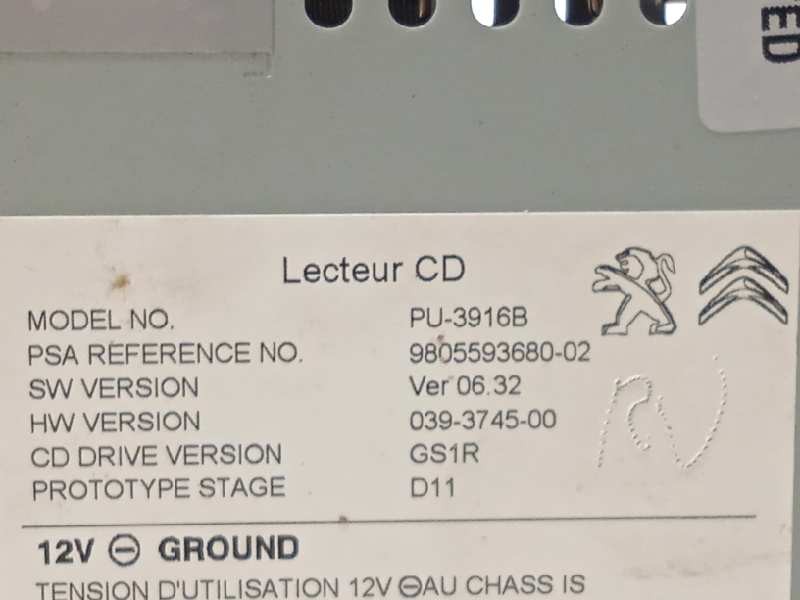 ED
Lecteur CD
MODEL NO. PU-3916B
PSA REFERENCE NO. 9805593680-02
SW VERSION Ver 06.32
HW VERSION 039-3745-00
CD DRIVE VERSION GS1R
PROTOTYPE STAGE D11
12V ⊖ GROUND
TENSION D'UTILISATION 12V ⊖AU CHASS IS